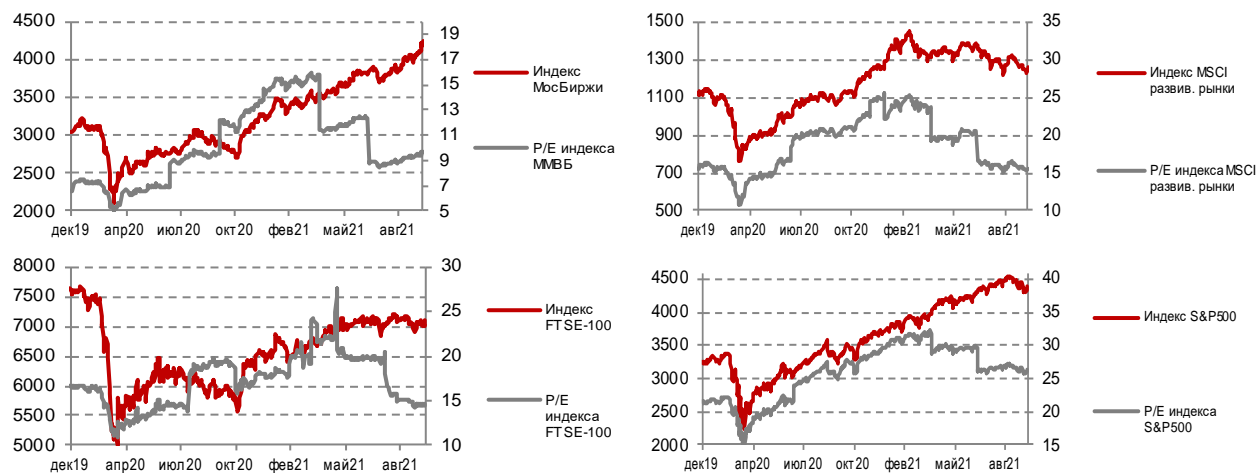 4500
4000
3500
3000
2500
2000
19
17
15
13
11
9
7
5
дек19 апр20 июл20 окт20 фев21 май21 авг21
Индекс
МосБиржи
P/E индекса
ММВБ
1500
1300
1100
900
700
500
35
30
25
20
15
10
дек19 апр20 июл20 окт20 фев21 май21 авг21
Индекс MSCI
развив. рынки
P/E индекса MSCI
развив. рынки
8000
7500
7000
6500
6000
5500
5000
30
25
20
15
10
дек19 апр20 июл20 окт20 фев21 май21 авг21
Индекс
FTSE-100
P/E
индекса
FTSE-100
4500
4000
3500
3000
2500
2000
40
35
30
25
20
15
дек19 апр20 июл20 окт20 фев21 май21 авг21
Индекс S&P500
P/E индекса
S&P500